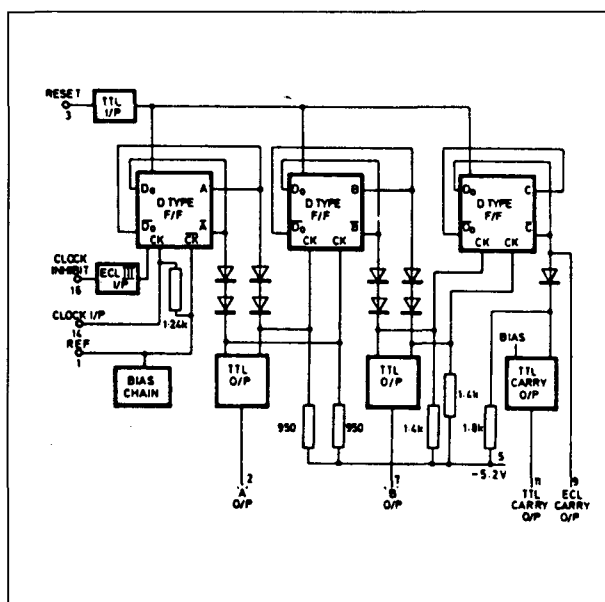 RESET
3
TTL
I/P
D₀ A
D TYPE
F/F
D̅₀ A̅
CK C̅K̅
D₀ B
D TYPE
F/F
D̅₀ B̅
CK CK
D₀ C
D TYPE
F/F
D̅₀ C̅
CK CK
CLOCK
INHIBIT
16
ECL III
I/P
1·24k
CLOCK I/P
14
REF
1
BIAS
CHAIN
TTL
O/P
950
950
TTL
O/P
1.4k
1.4k
1.8k
BIAS
TTL
CARRY
O/P
5
-5.2V
2
'A'
O/P
7
'B'
O/P
11
TTL
CARRY
O/P
9
ECL
CARRY
O/P